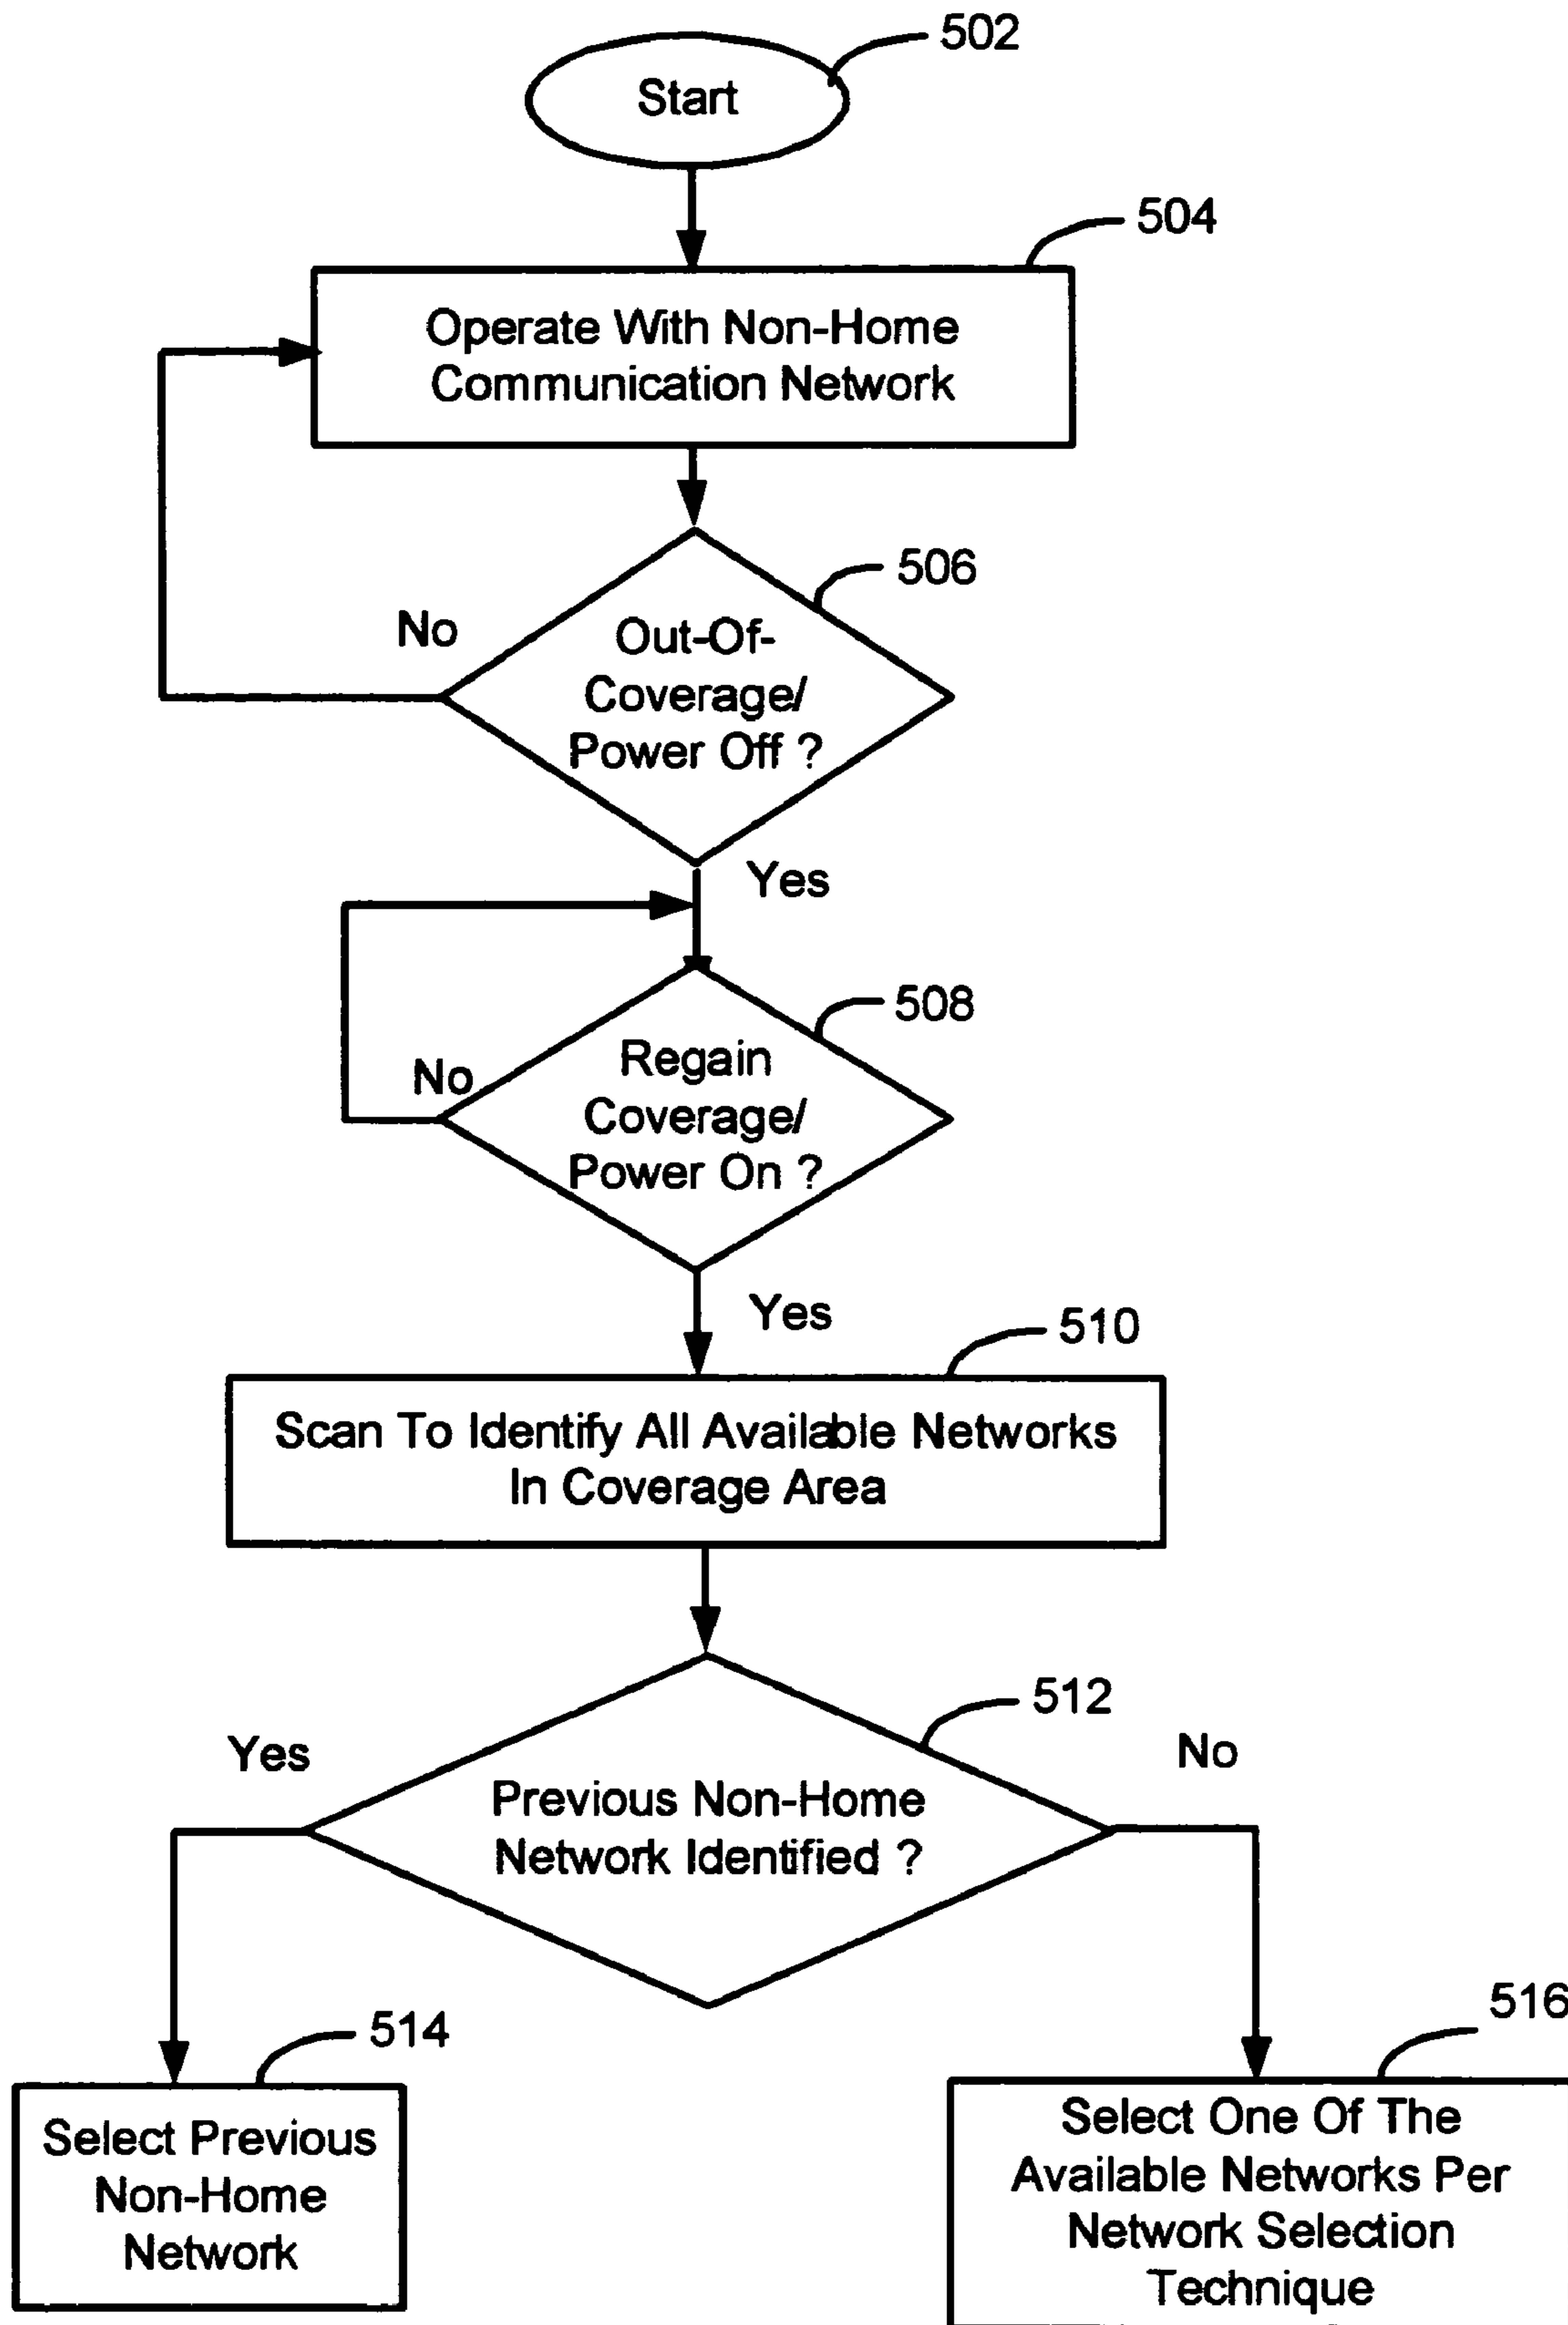 502
Start
504
Operate With Non-Home
Communication Network
506
No
Out-Of-
Coverage/
Power Off ?
Yes
508
No
Regain
Coverage/
Power On ?
Yes
510
Scan To Identify All Available Networks
In Coverage Area
512
Yes
No
Previous Non-Home
Network Identified ?
514
516
Select Previous
Non-Home
Network
Select One Of The
Available Networks Per
Network Selection
Technique